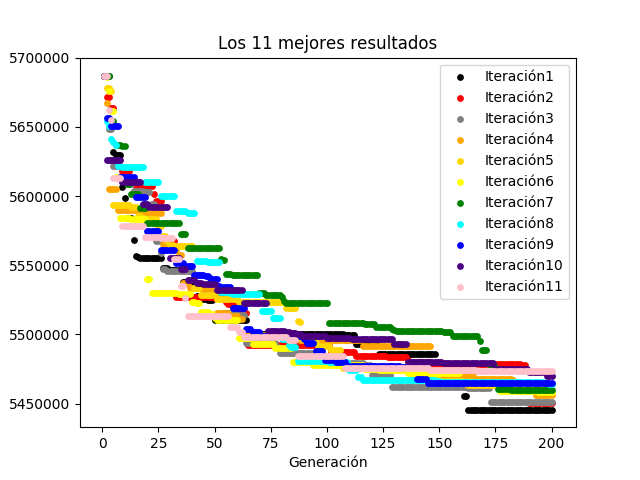 Los 11 mejores resultados
5700000
5650000
5600000
5550000
5500000
5450000
Iteración1
Iteración2
Iteración3
Iteración4
Iteración5
Iteración6
Iteración7
Iteración8
Iteración9
Iteración10
Iteración11
0 25 50 75 100 125 150 175 200
Generación